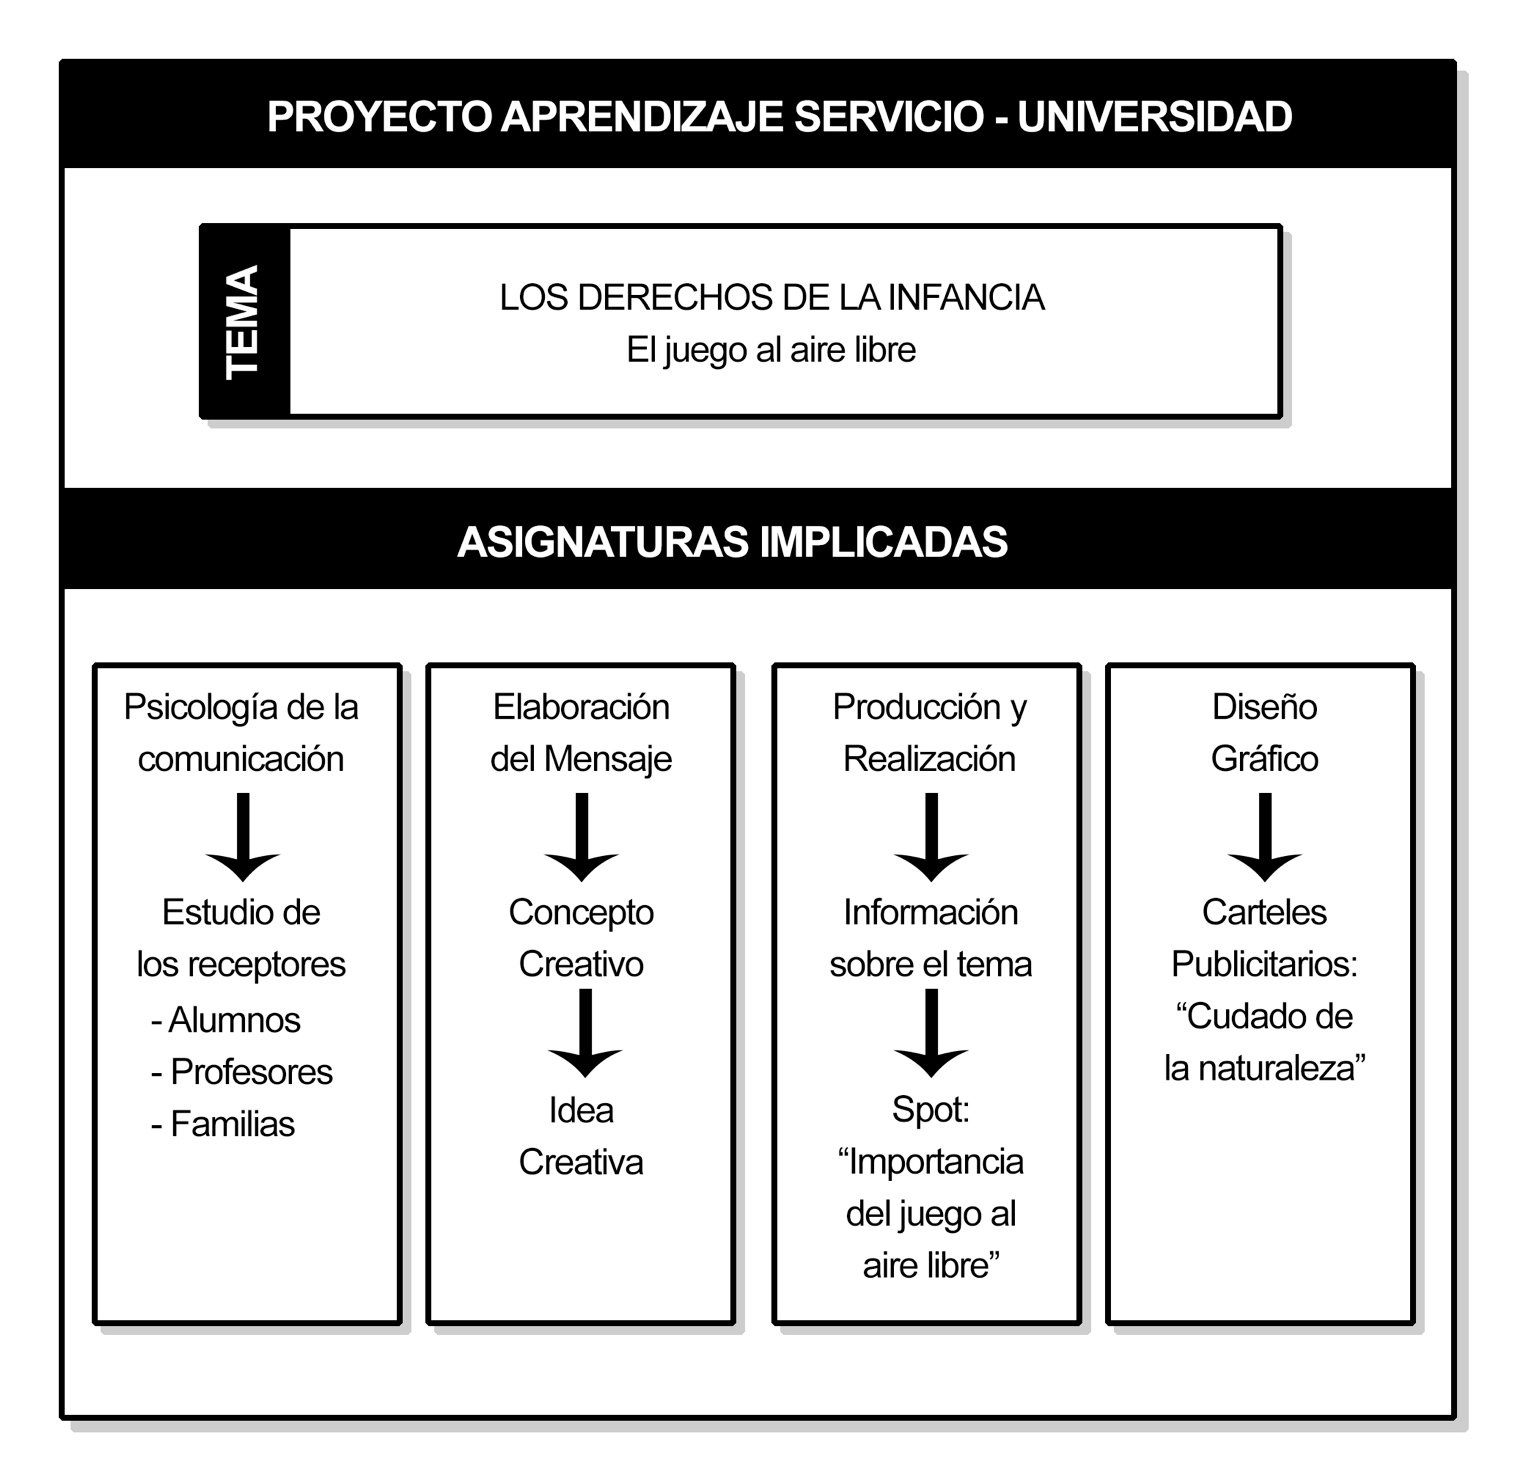 PROYECTO APRENDIZAJE SERVICIO - UNIVERSIDAD
TEMA
LOS DERECHOS DE LA INFANCIA
El juego al aire libre
ASIGNATURAS IMPLICADAS
Psicología de la
comunicación
Estudio de
los receptores
- Alumnos
- Profesores
- Familias
Elaboración
del Mensaje
Concepto
Creativo
Idea
Creativa
Producción y
Realización
Información
sobre el tema
Spot:
“Importancia
del juego al
aire libre”
Diseño
Gráfico
Carteles
Publicitarios:
“Cudado de
la naturaleza”